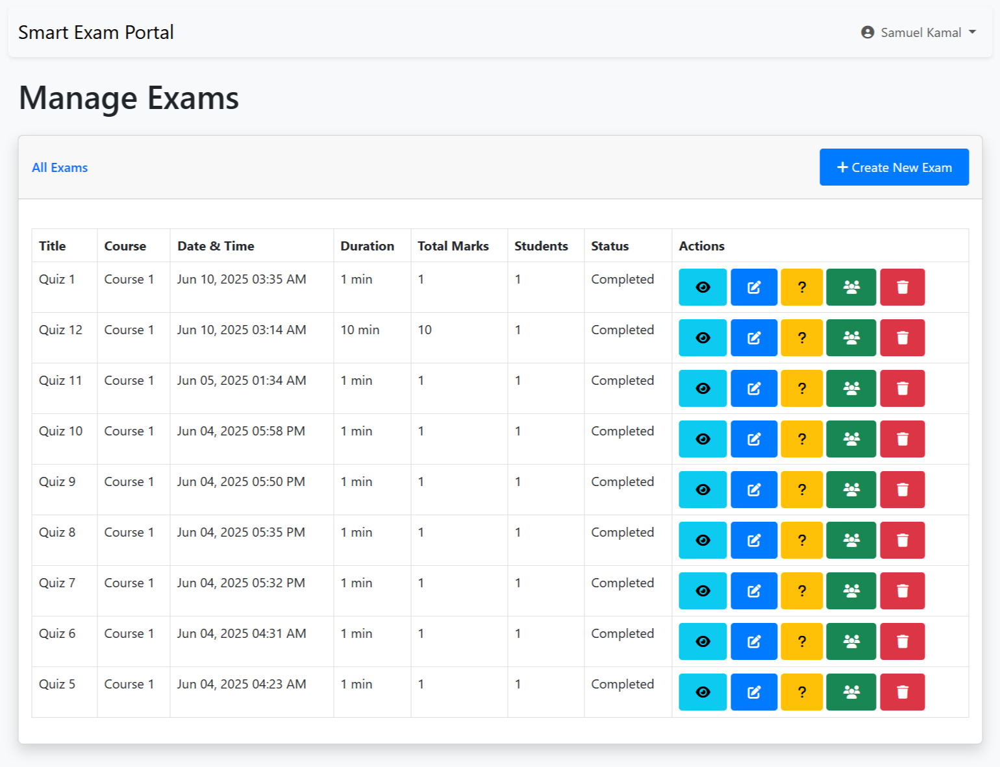 Smart Exam Portal
Samuel Kamal
Manage Exams
All Exams
+ Create New Exam
Title Course Date & Time Duration Total Marks Students Status Actions
Quiz 1 Course 1 Jun 10, 2025 03:35 AM 1 min 1 1 Completed ?
Quiz 12 Course 1 Jun 10, 2025 03:14 AM 10 min 10 1 Completed ?
Quiz 11 Course 1 Jun 05, 2025 01:34 AM 1 min 1 1 Completed ?
Quiz 10 Course 1 Jun 04, 2025 05:58 PM 1 min 1 1 Completed ?
Quiz 9 Course 1 Jun 04, 2025 05:50 PM 1 min 1 1 Completed ?
Quiz 8 Course 1 Jun 04, 2025 05:35 PM 1 min 1 1 Completed ?
Quiz 7 Course 1 Jun 04, 2025 05:32 PM 1 min 1 1 Completed ?
Quiz 6 Course 1 Jun 04, 2025 04:31 AM 1 min 1 1 Completed ?
Quiz 5 Course 1 Jun 04, 2025 04:23 AM 1 min 1 1 Completed ?